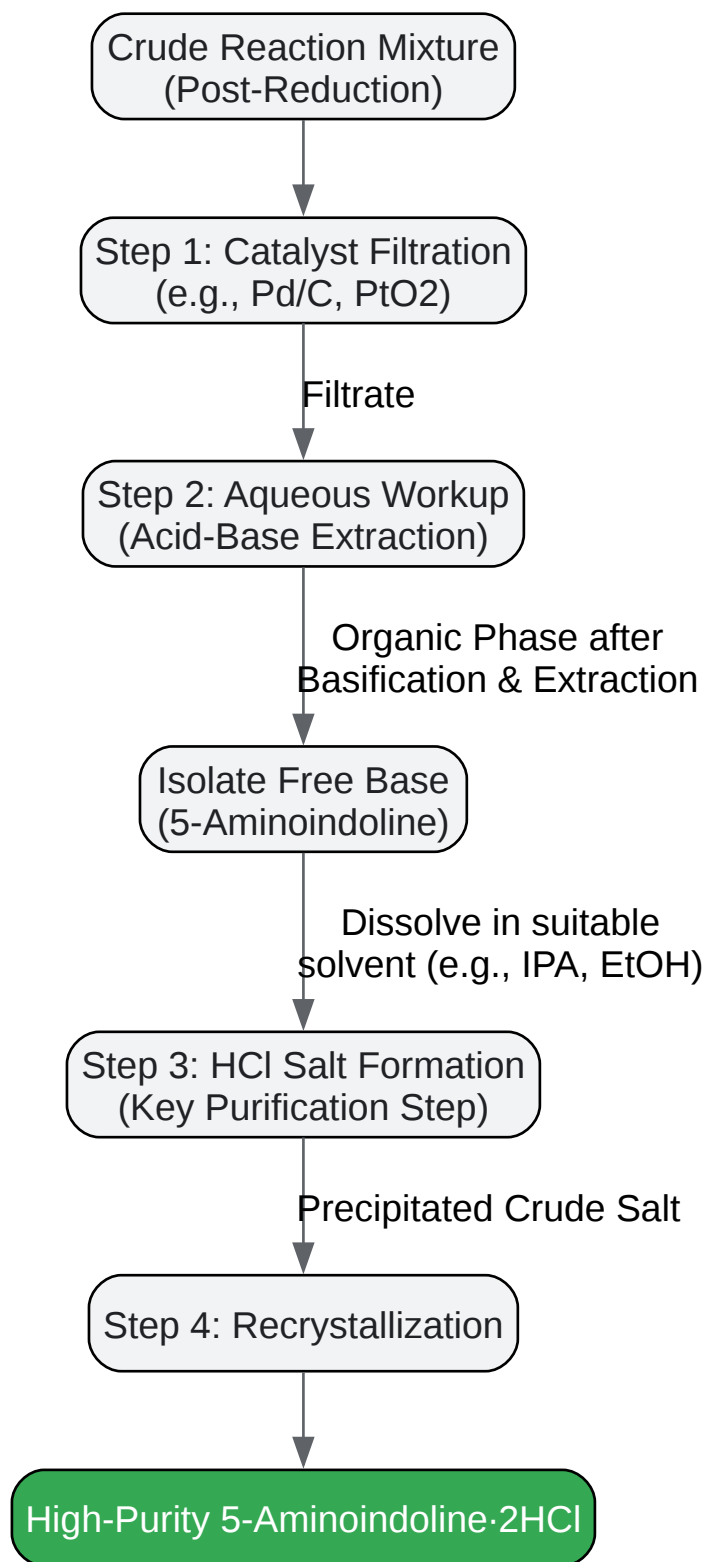 Crude Reaction Mixture
(Post-Reduction)
Step 1: Catalyst Filtration
(e.g., Pd/C, PtO2)
Filtrate
Step 2: Aqueous Workup
(Acid-Base Extraction)
Organic Phase after
Basification & Extraction
Isolate Free Base
(5-Aminoindoline)
Dissolve in suitable
solvent (e.g., IPA, EtOH)
Step 3: HCl Salt Formation
(Key Purification Step)
Precipitated Crude Salt
Step 4: Recrystallization
High-Purity 5-Aminoindoline·2HCl